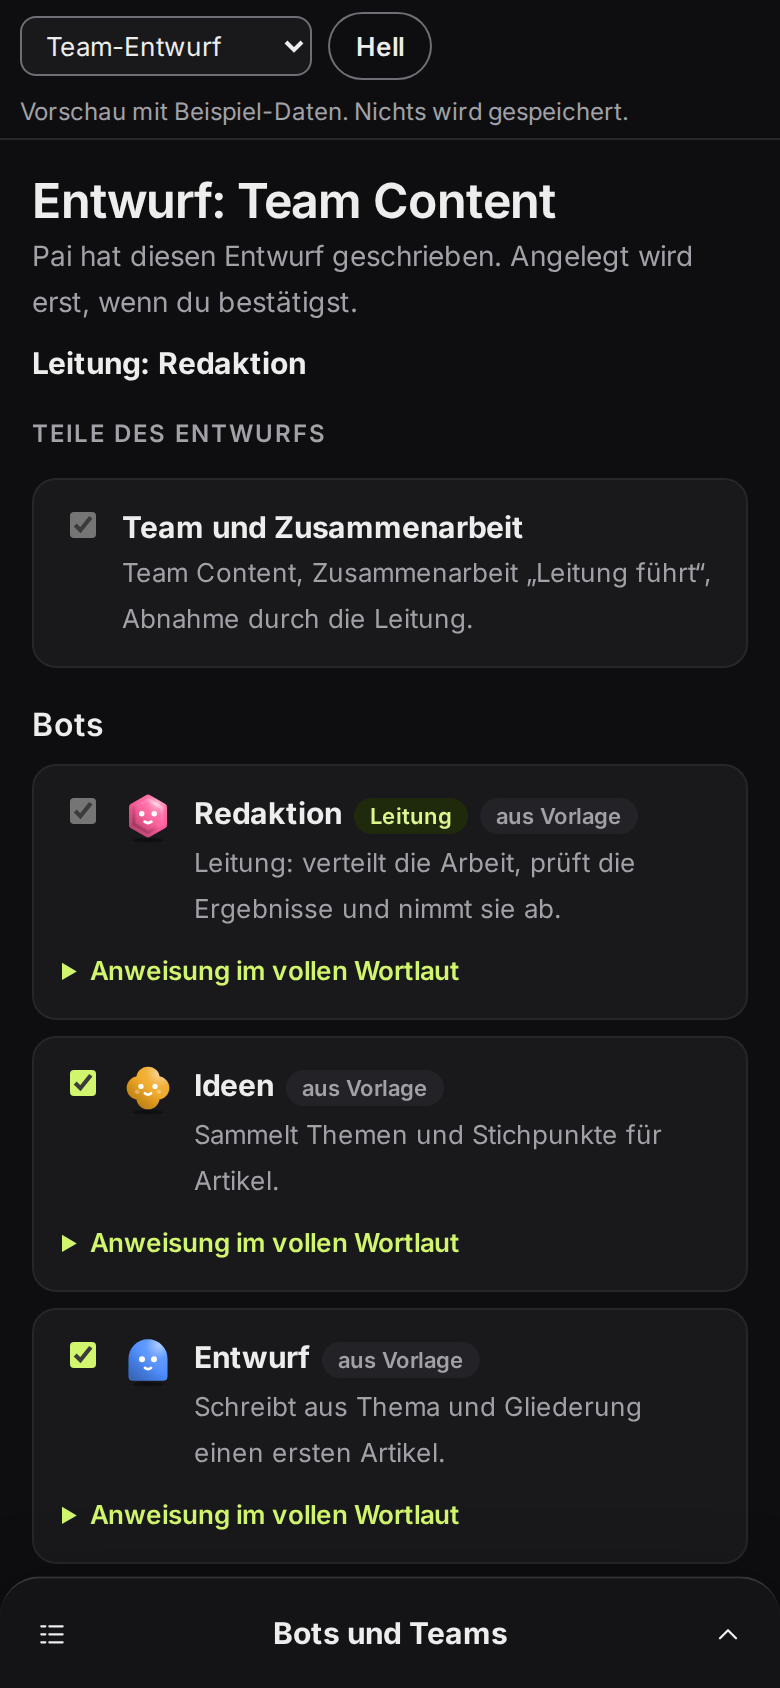 Team-Entwurf
Hell
Vorschau mit Beispiel-Daten. Nichts wird gespeichert.
Entwurf: Team Content
Pai hat diesen Entwurf geschrieben. Angelegt wird
erst, wenn du bestätigst.
Leitung: Redaktion
TEILE DES ENTWURFS
Team und Zusammenarbeit
Team Content, Zusammenarbeit „Leitung führt“,
Abnahme durch die Leitung.
Bots
Redaktion Leitung aus Vorlage
Leitung: verteilt die Arbeit, prüft die
Ergebnisse und nimmt sie ab.
Anweisung im vollen Wortlaut
Ideen aus Vorlage
Sammelt Themen und Stichpunkte für
Artikel.
Anweisung im vollen Wortlaut
Entwurf aus Vorlage
Schreibt aus Thema und Gliederung
einen ersten Artikel.
Anweisung im vollen Wortlaut
Bots und Teams